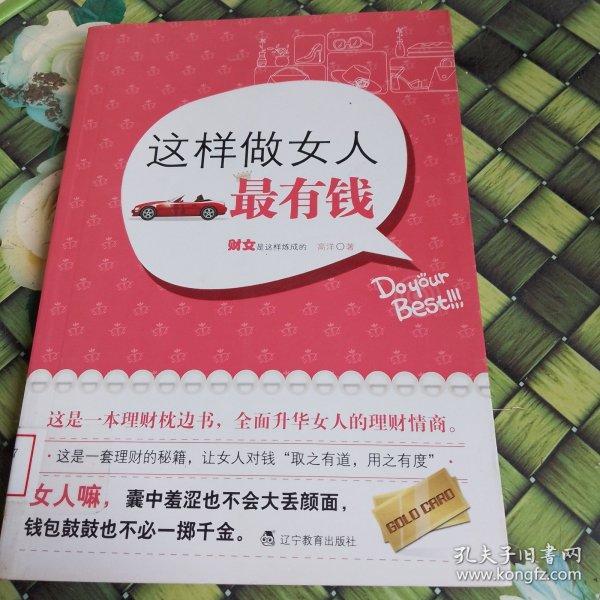 这样做女人
最有钱
财女是这样炼成的 高洋〇著
Do your
Best!!!
这是一本理财枕边书，全面升华女人的理财情商。
·这是一套理财的秘籍，让女人对钱“取之有道，用之有度”·
女人嘛，囊中羞涩也不会大丢颜面，
钱包鼓鼓也不必一掷千金。
辽宁教育出版社
GOLD CARD
7
孔夫子旧书网
www.kongfz.com